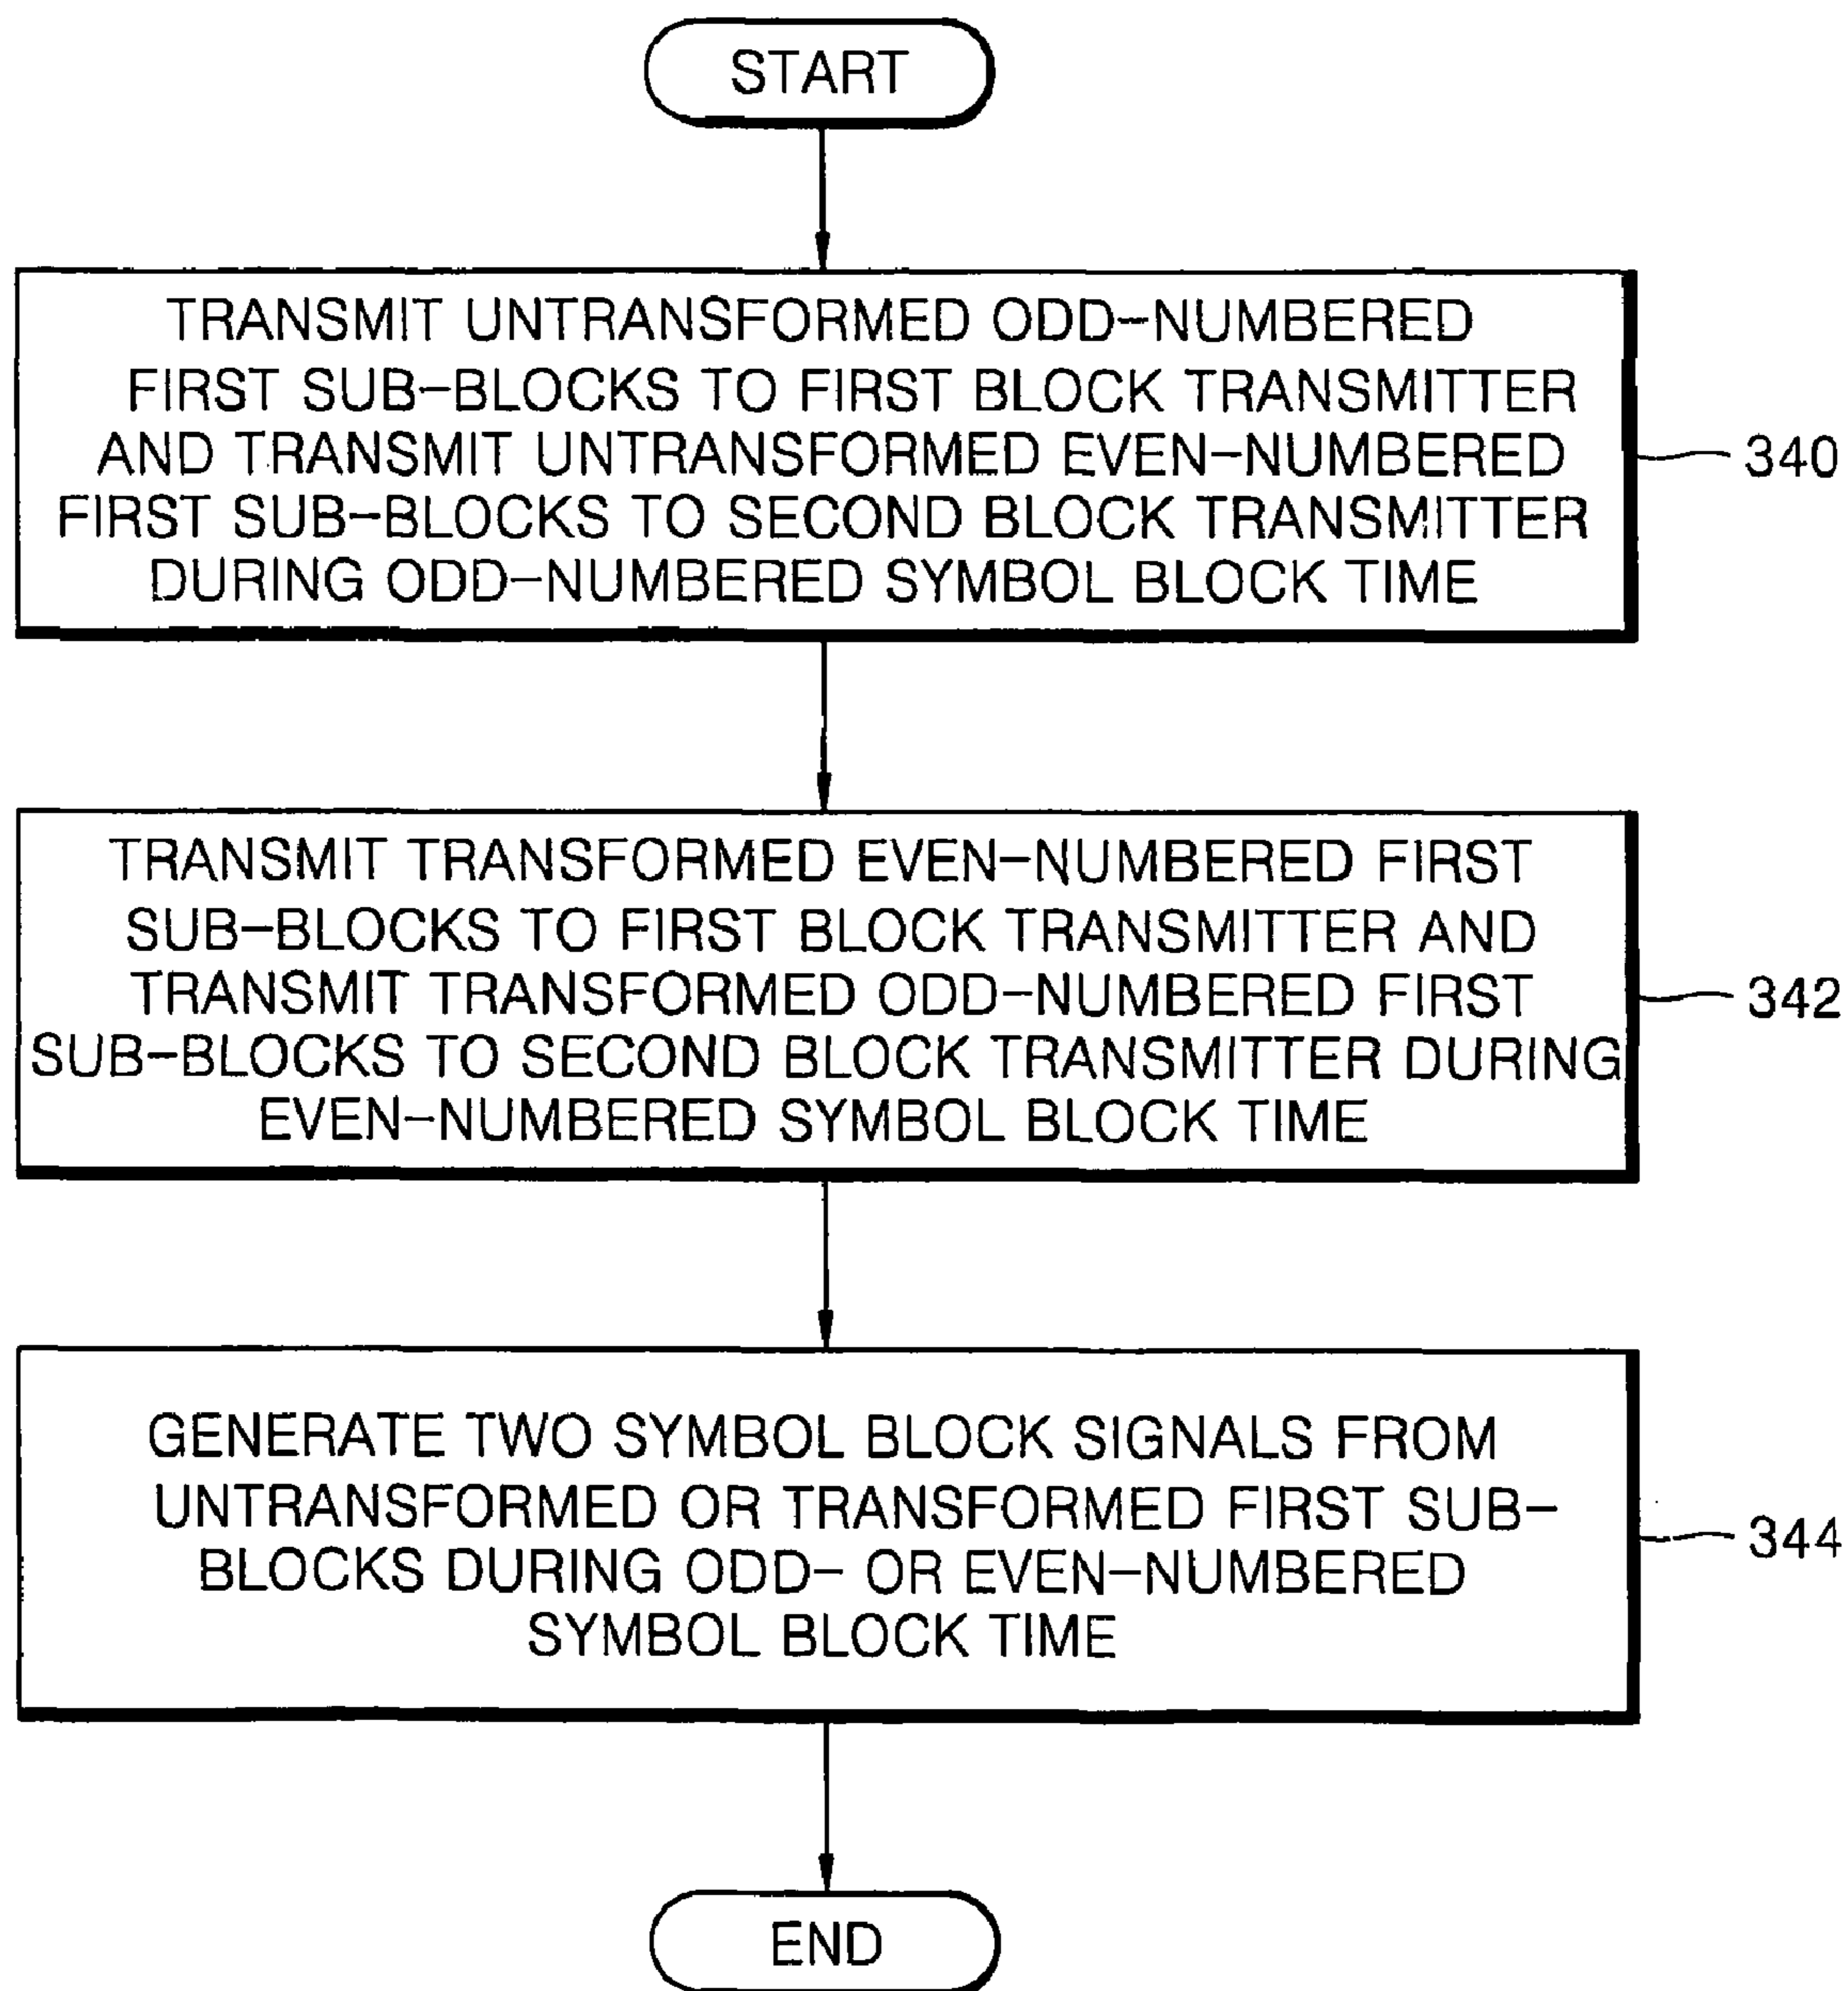 START
TRANSMIT UNTRANSFORMED ODD-NUMBERED
FIRST SUB-BLOCKS TO FIRST BLOCK TRANSMITTER
AND TRANSMIT UNTRANSFORMED EVEN-NUMBERED
FIRST SUB-BLOCKS TO SECOND BLOCK TRANSMITTER
DURING ODD-NUMBERED SYMBOL BLOCK TIME
340
TRANSMIT TRANSFORMED EVEN-NUMBERED FIRST
SUB-BLOCKS TO FIRST BLOCK TRANSMITTER AND
TRANSMIT TRANSFORMED ODD-NUMBERED FIRST
SUB-BLOCKS TO SECOND BLOCK TRANSMITTER DURING
EVEN-NUMBERED SYMBOL BLOCK TIME
342
GENERATE TWO SYMBOL BLOCK SIGNALS FROM
UNTRANSFORMED OR TRANSFORMED FIRST SUB-
BLOCKS DURING ODD- OR EVEN-NUMBERED
SYMBOL BLOCK TIME
344
END